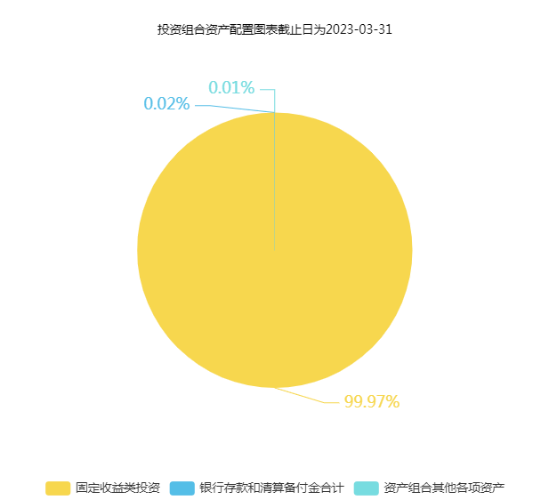 投资组合资产配置图表截止日为2023-03-31
0.01%
0.02%
99.97%
固定收益类投资 银行存款和清算备付金合计 资产组合其他各项资产